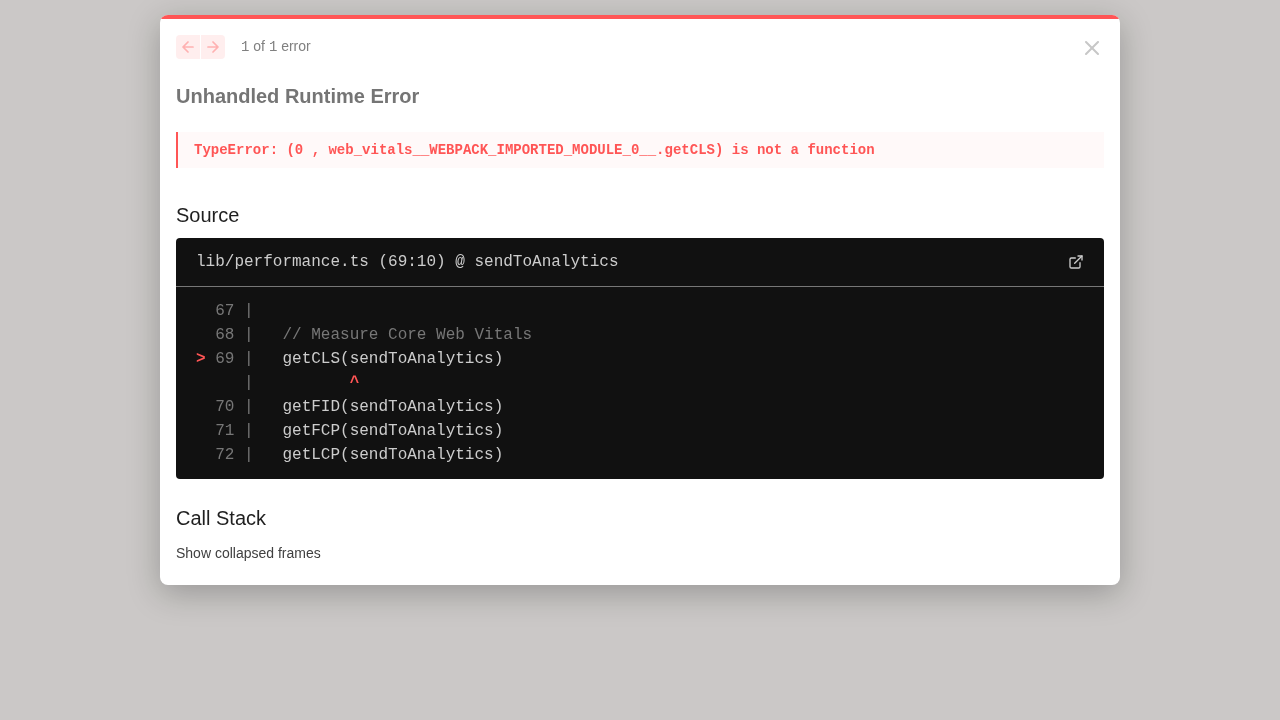 1 of 1 error
Unhandled Runtime Error
TypeError: (0 , web_vitals__WEBPACK_IMPORTED_MODULE_0__.getCLS) is not a function
Source
lib/performance.ts (69:10) @ sendToAnalytics
67 |
68 |   // Measure Core Web Vitals
> 69 |   getCLS(sendToAnalytics)
|          ^
70 |   getFID(sendToAnalytics)
71 |   getFCP(sendToAnalytics)
72 |   getLCP(sendToAnalytics)
Call Stack
Show collapsed frames